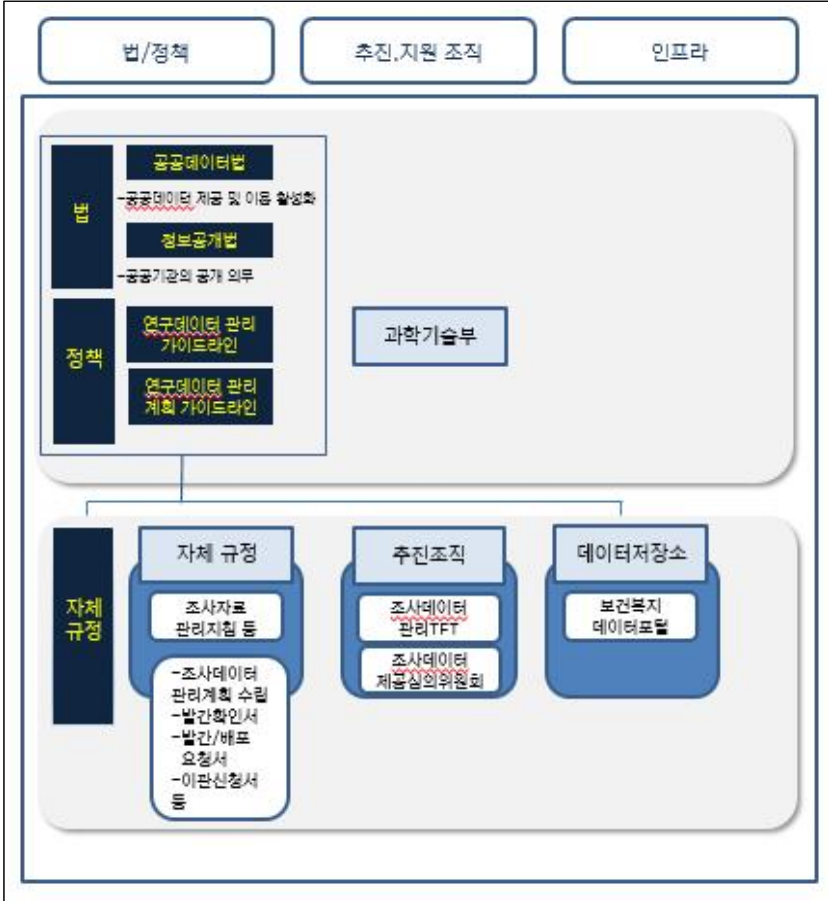 법/정책
추진.지원 조직
인프라
법
공공데이터법
-공공데이터 제공 및 이용 활성화
정보공개법
-공공기관의 공개 의무
정책
연구데이터 관리
가이드라인
연구데이터 관리
계획 가이드라인
과학기술부
자체
규정
자체 규정
조사자료
관리지침 등
-조사데이터
관리계획 수립
-발간확인서
-발간/배포
요청서
-이관신청서
등
추진조직
조사데이터
관리TFT
조사데이터
제공심의위원회
데이터저장소
보건복지
데이터포털